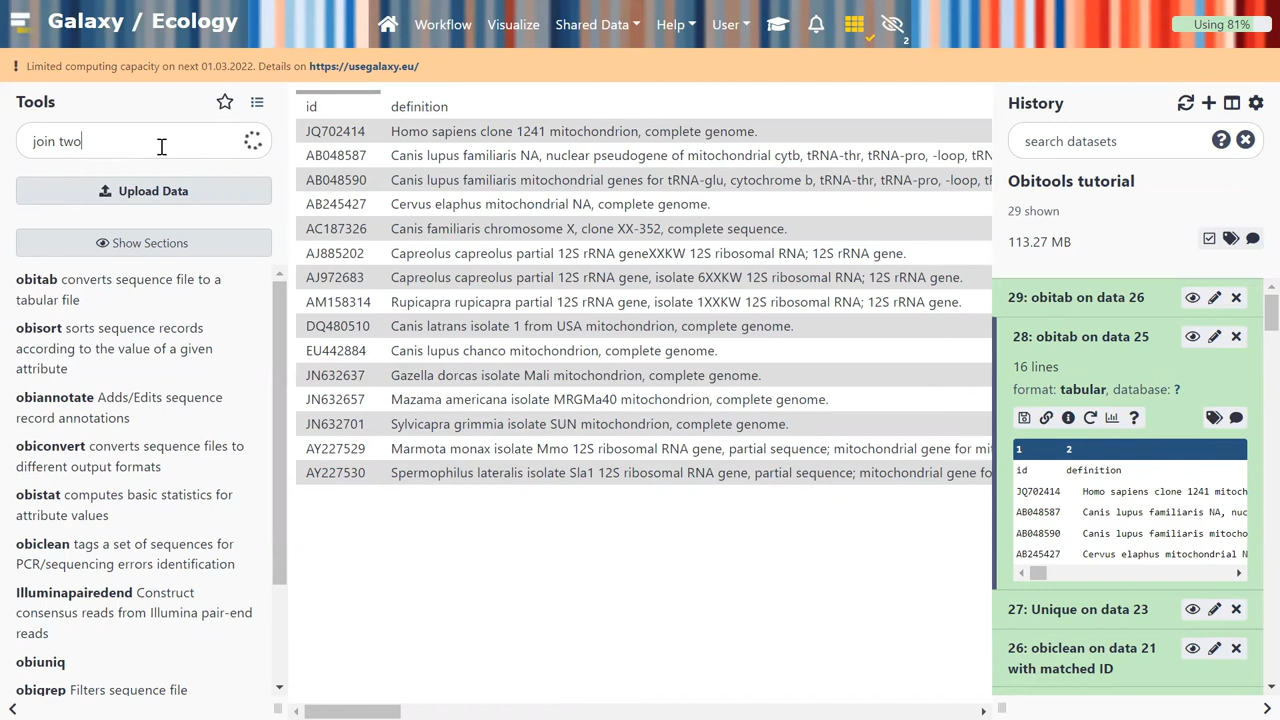 Galaxy / Ecology
Workflow Visualize Shared Data Help User
2
Using 81%
! Limited computing capacity on next 01.03.2022. Details on https://usegalaxy.eu/
Tools
join two
Upload Data
Show Sections
obitab converts sequence file to a
tabular file
obisort sorts sequence records
according to the value of a given
attribute
obiannotate Adds/Edits sequence
record annotations
obiconvert converts sequence files to
different output formats
obistat computes basic statistics for
attribute values
obiclean tags a set of sequences for
PCR/sequencing errors identification
Illuminapairedend Construct
consensus reads from Illumina pair-end
reads
obiuniq
obigrep Filters sequence file
id definition
JQ702414 Homo sapiens clone 1241 mitochondrion, complete genome.
AB048587 Canis lupus familiaris NA, nuclear pseudogene of mitochondrial cytb, tRNA-thr, tRNA-pro, -loop, tRN
AB048590 Canis lupus familiaris mitochondrial genes for tRNA-glu, cytochrome b, tRNA-thr, tRNA-pro, -loop, t
AB245427 Cervus elaphus mitochondrial NA, complete genome.
AC187326 Canis familiaris chromosome X, clone XX-352, complete sequence.
AJ885202 Capreolus capreolus partial 12S rRNA geneXXKW 12S ribosomal RNA; 12S rRNA gene.
AJ972683 Capreolus capreolus partial 12S rRNA gene, isolate 6XXKW 12S ribosomal RNA; 12S rRNA gene.
AM158314 Rupicapra rupicapra partial 12S rRNA gene, isolate 1XXKW 12S ribosomal RNA; 12S rRNA gene.
DQ480510 Canis latrans isolate 1 from USA mitochondrion, complete genome.
EU442884 Canis lupus chanco mitochondrion, complete genome.
JN632637 Gazella dorcas isolate Mali mitochondrion, complete genome.
JN632657 Mazama americana isolate MRGMa40 mitochondrion, complete genome.
JN632701 Sylvicapra grimmia isolate SUN mitochondrion, complete genome.
AY227529 Marmota monax isolate Mmo 12S ribosomal RNA gene, partial sequence; mitochondrial gene for mi
AY227530 Spermophilus lateralis isolate Sla1 12S ribosomal RNA gene, partial sequence; mitochondrial gene fo
History
search datasets
Obitools tutorial
29 shown
113.27 MB
29: obitab on data 26
28: obitab on data 25
16 lines
format: tabular, database: ?
1 2
id definition
JQ702414 Homo sapiens clone 1241 mitoch
AB048587 Canis lupus familiaris NA, nuc
AB048590 Canis lupus familiaris mitocho
AB245427 Cervus elaphus mitochondrial N
27: Unique on data 23
26: obiclean on data 21
with matched ID